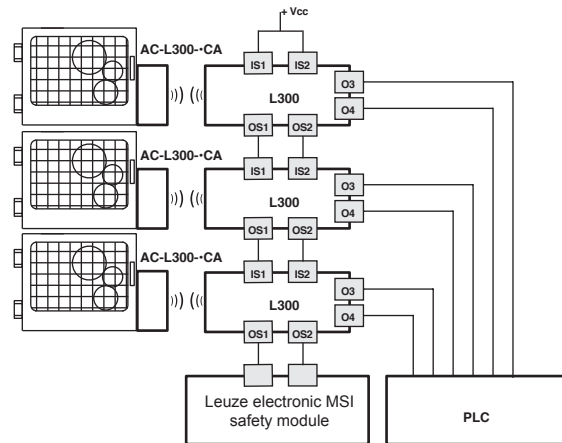 + Vcc
AC-L300-·CA
IS1 IS2
L300
O3
O4
OS1 OS2
AC-L300-·CA
IS1 IS2
L300
O3
O4
OS1 OS2
AC-L300-·CA
IS1 IS2
L300
O3
O4
OS1 OS2
Leuze electronic MSI
safety module
PLC